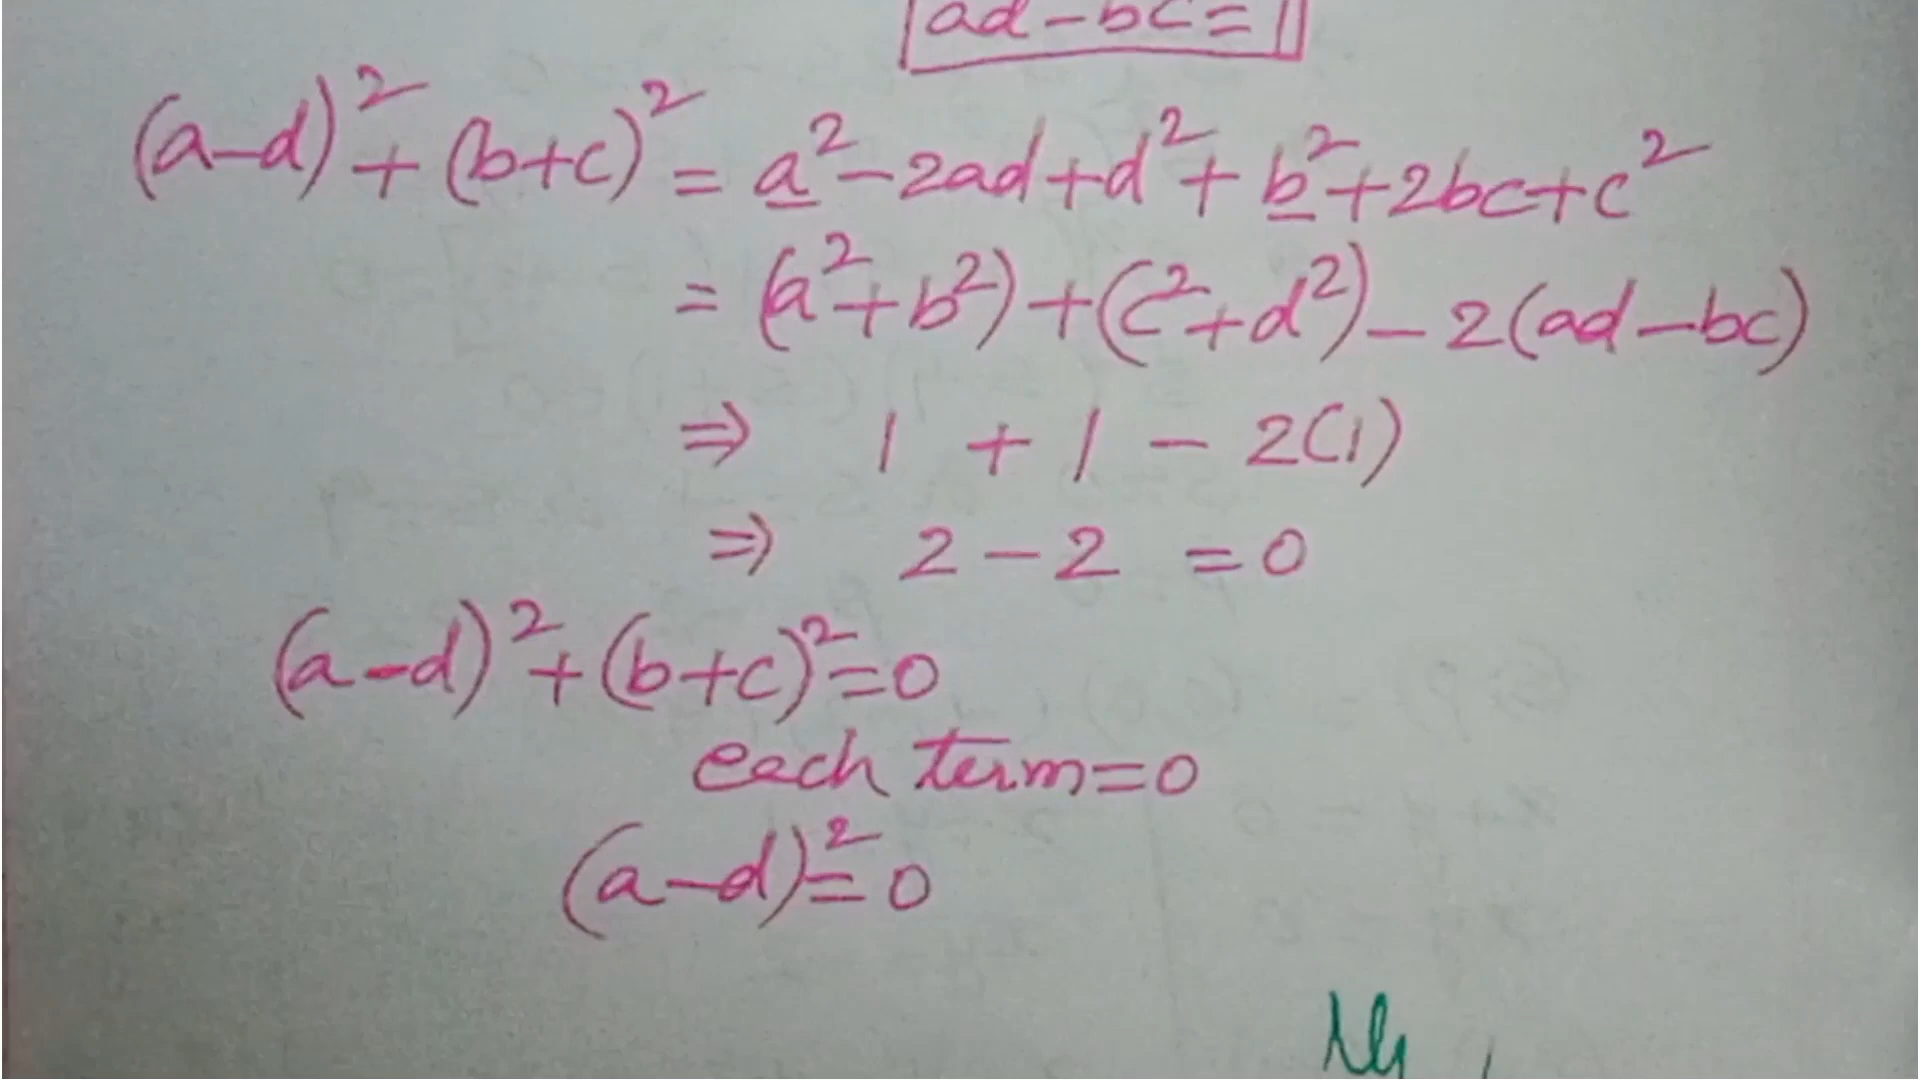 ad-bc=1
(a-d)²+(b+c)²=a²-2ad+d²+b²+2bc+c²
=(a²+b²)+(c²+d²)-2(ad-bc)
⇒ 1 + 1 - 2(1)
⇒ 2-2 =0
(a-d)²+(b+c)²=0
each term=0
(a-d)²=0